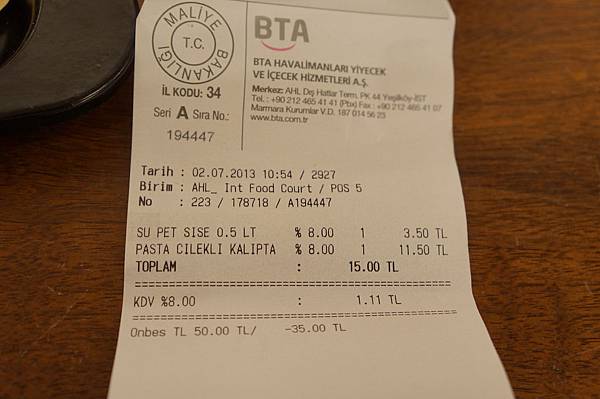 MALİYE BAKANLIĞI
T.C.
BTA
BTA HAVALİMANLARI YİYECEK
VE İÇECEK HİZMETLERİ A.Ş.
İL KODU: 34
Merkez: AHL Dış Hatlar Term. PK 44 Yeşilköy-İST
Tel. : +90 212 465 41 41 (Pbx) Fax : +90 212 465 41 07
Marmara Kurumlar V.D. 187 014 56 23
www.bta.com.tr
Seri A Sıra No.:
194447
Tarih : 02.07.2013 10:54 / 2927
Birim : AHL_ Int Food Court / POS 5
No : 223 / 178718 / A194447
SU PET SISE 0.5 LT % 8.00 1 3.50 TL
PASTA CILEKLI KALIPTA % 8.00 1 11.50 TL
TOPLAM : 15.00 TL
KDV %8.00 : 1.11 TL
Onbes TL 50.00 TL/ -35.00 TL